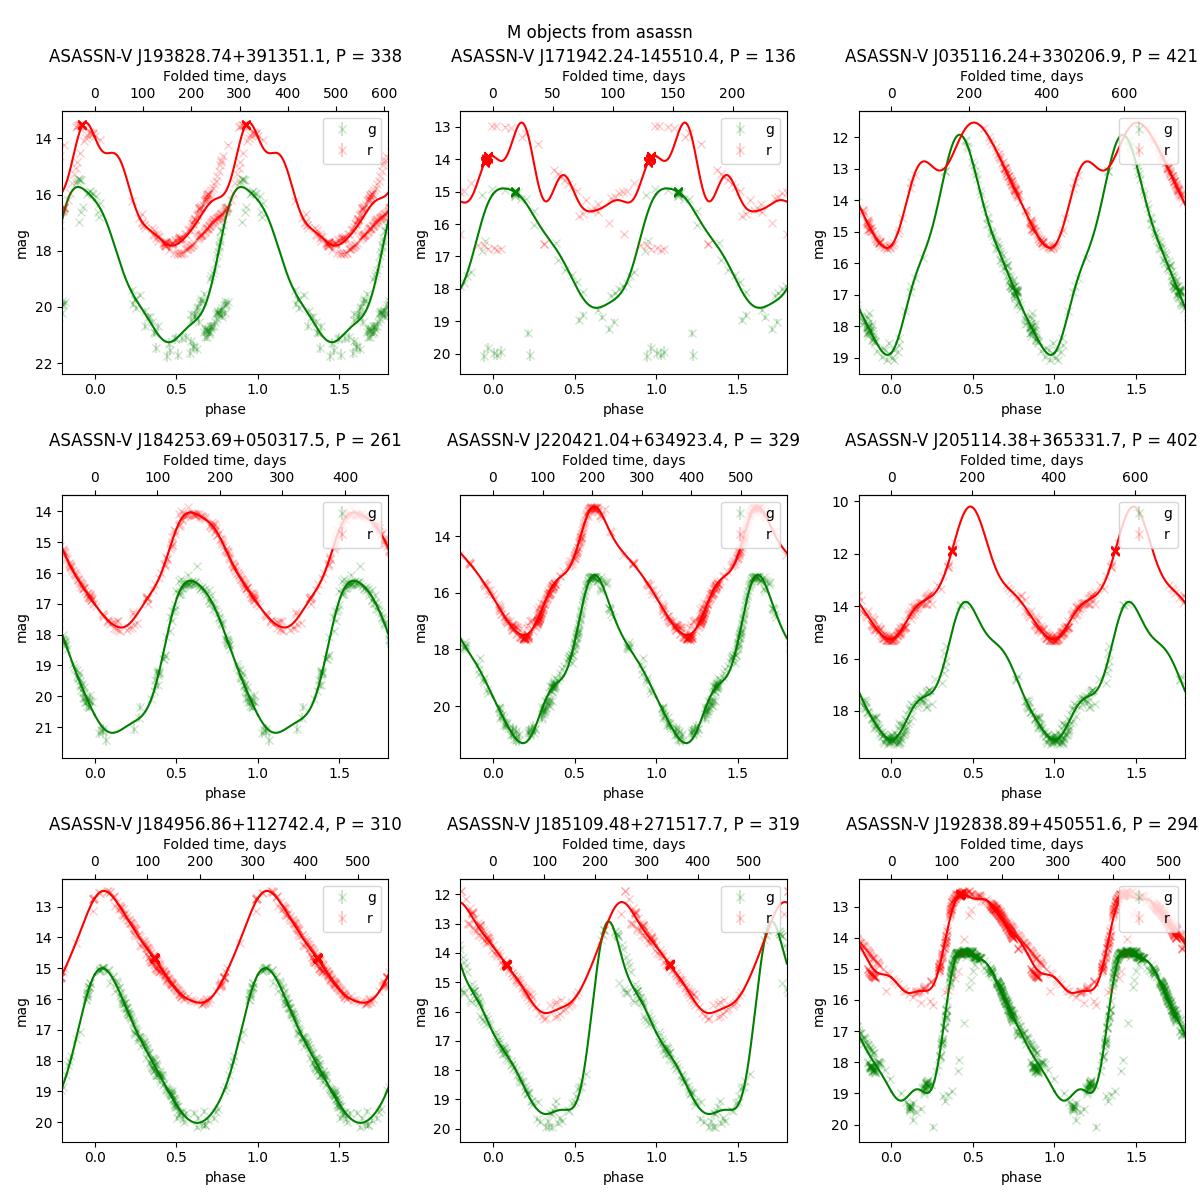 M objects from asassn
ASASSN-V J193828.74+391351.1, P = 338
Folded time, days
0 100 200 300 400 500 600
14
16
18
20
22
mag
g
r
0.0 0.5 1.0 1.5
phase
ASASSN-V J171942.24-145510.4, P = 136
Folded time, days
0 50 100 150 200
13
14
15
16
17
18
19
20
mag
g
r
0.0 0.5 1.0 1.5
phase
ASASSN-V J035116.24+330206.9, P = 421
Folded time, days
0 200 400 600
12
13
14
15
16
17
18
19
mag
g
r
0.0 0.5 1.0 1.5
phase
ASASSN-V J184253.69+050317.5, P = 261
Folded time, days
0 100 200 300 400
14
15
16
17
18
19
20
21
mag
g
r
0.0 0.5 1.0 1.5
phase
ASASSN-V J220421.04+634923.4, P = 329
Folded time, days
0 100 200 300 400 500
14
16
18
20
mag
g
r
0.0 0.5 1.0 1.5
phase
ASASSN-V J205114.38+365331.7, P = 402
Folded time, days
0 200 400 600
10
12
14
16
18
mag
g
r
0.0 0.5 1.0 1.5
phase
ASASSN-V J184956.86+112742.4, P = 310
Folded time, days
0 100 200 300 400 500
13
14
15
16
17
18
19
20
mag
g
r
0.0 0.5 1.0 1.5
phase
ASASSN-V J185109.48+271517.7, P = 319
Folded time, days
0 100 200 300 400 500
12
13
14
15
16
17
18
19
20
mag
g
r
0.0 0.5 1.0 1.5
phase
ASASSN-V J192838.89+450551.6, P = 294
Folded time, days
0 100 200 300 400 500
13
14
15
16
17
18
19
20
mag
g
r
0.0 0.5 1.0 1.5
phase